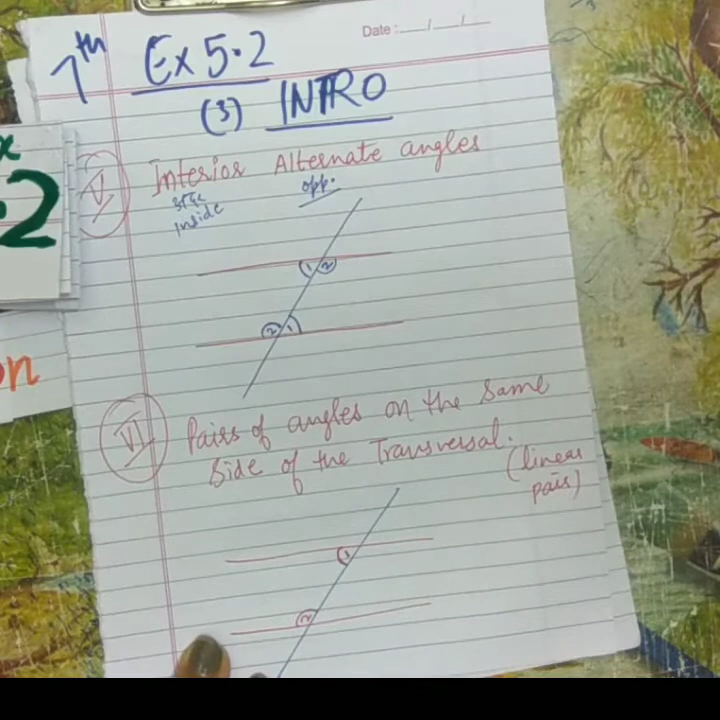 Date :
7th Ex 5.2
(3) INTRO
x
.2
V Interior Alternate angles
inside
opp.
1 2
2 1
on
VI Pairs of angles on the same
side of the Transversal.
(linear
pair)
1
2